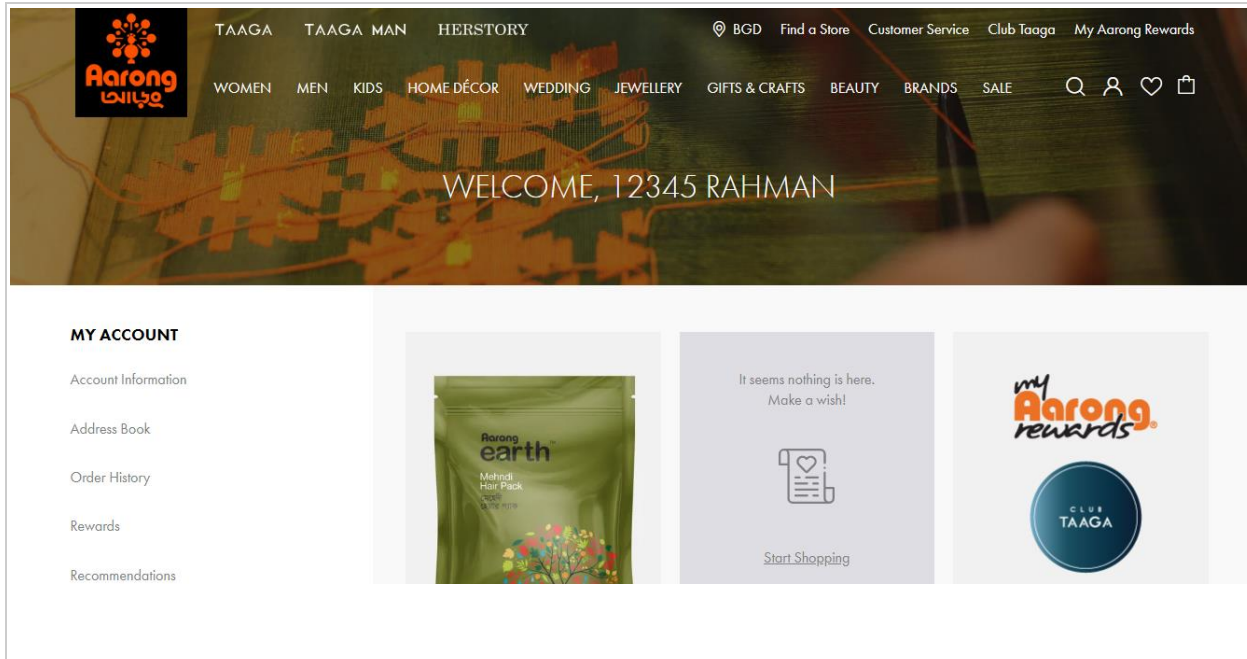 TAAGA TAAGA MAN HERSTORY BGD Find a Store Customer Service Club Taaga My Aarong Rewards
Aarong
আড়ং
WOMEN MEN KIDS HOME DÉCOR WEDDING JEWELLERY GIFTS & CRAFTS BEAUTY BRANDS SALE
WELCOME, 12345 RAHMAN
MY ACCOUNT
Account Information
Address Book
Order History
Rewards
Recommendations
Aarong
earth™
Mehndi
Hair Pack
It seems nothing is here.
Make a wish!
Start Shopping
my
Aarong
rewards®
CLUB
TAAGA